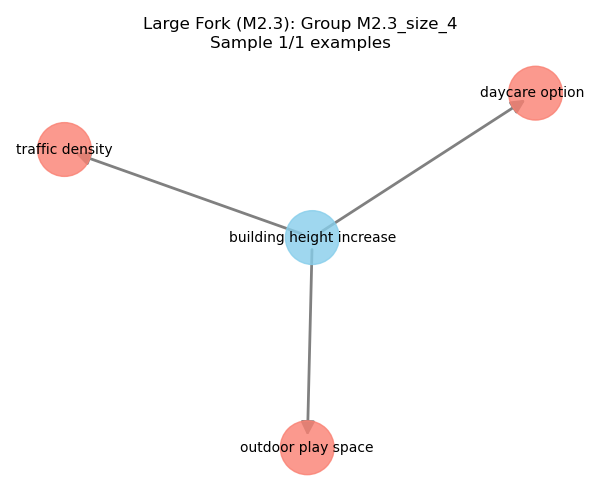 Large Fork (M2.3): Group M2.3_size_4
Sample 1/1 examples
daycare option
traffic density
building height increase
outdoor play space